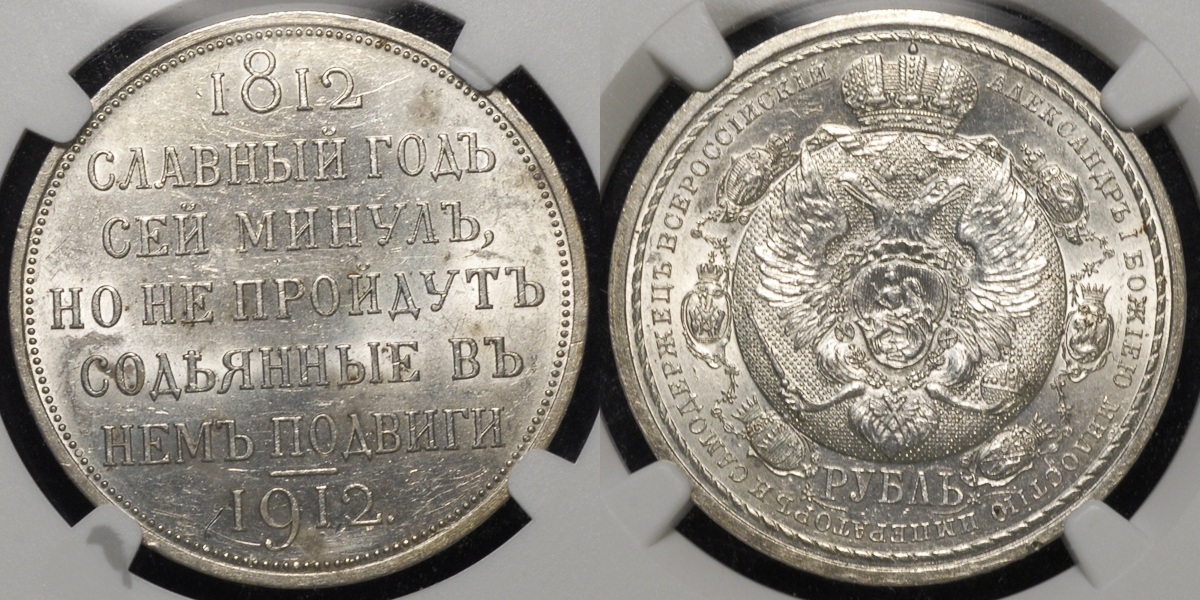 1812
СЛАВНЫЙ ГОДЪ
СЕЙ МИНУЛЪ,
НО НЕ ПРОЙДУТЪ
СОДѢЯННЫЕ ВЪ
НЕМЪ ПОДВИГИ
1912.
АЛЕКСАНДРЪ I БОЖІЕЮ МИЛОСТІЮ ИМПЕРАТОРЪ И САМОДЕРЖЕЦЪ ВСЕРОССІЙСКІЙ
РУБЛЬ